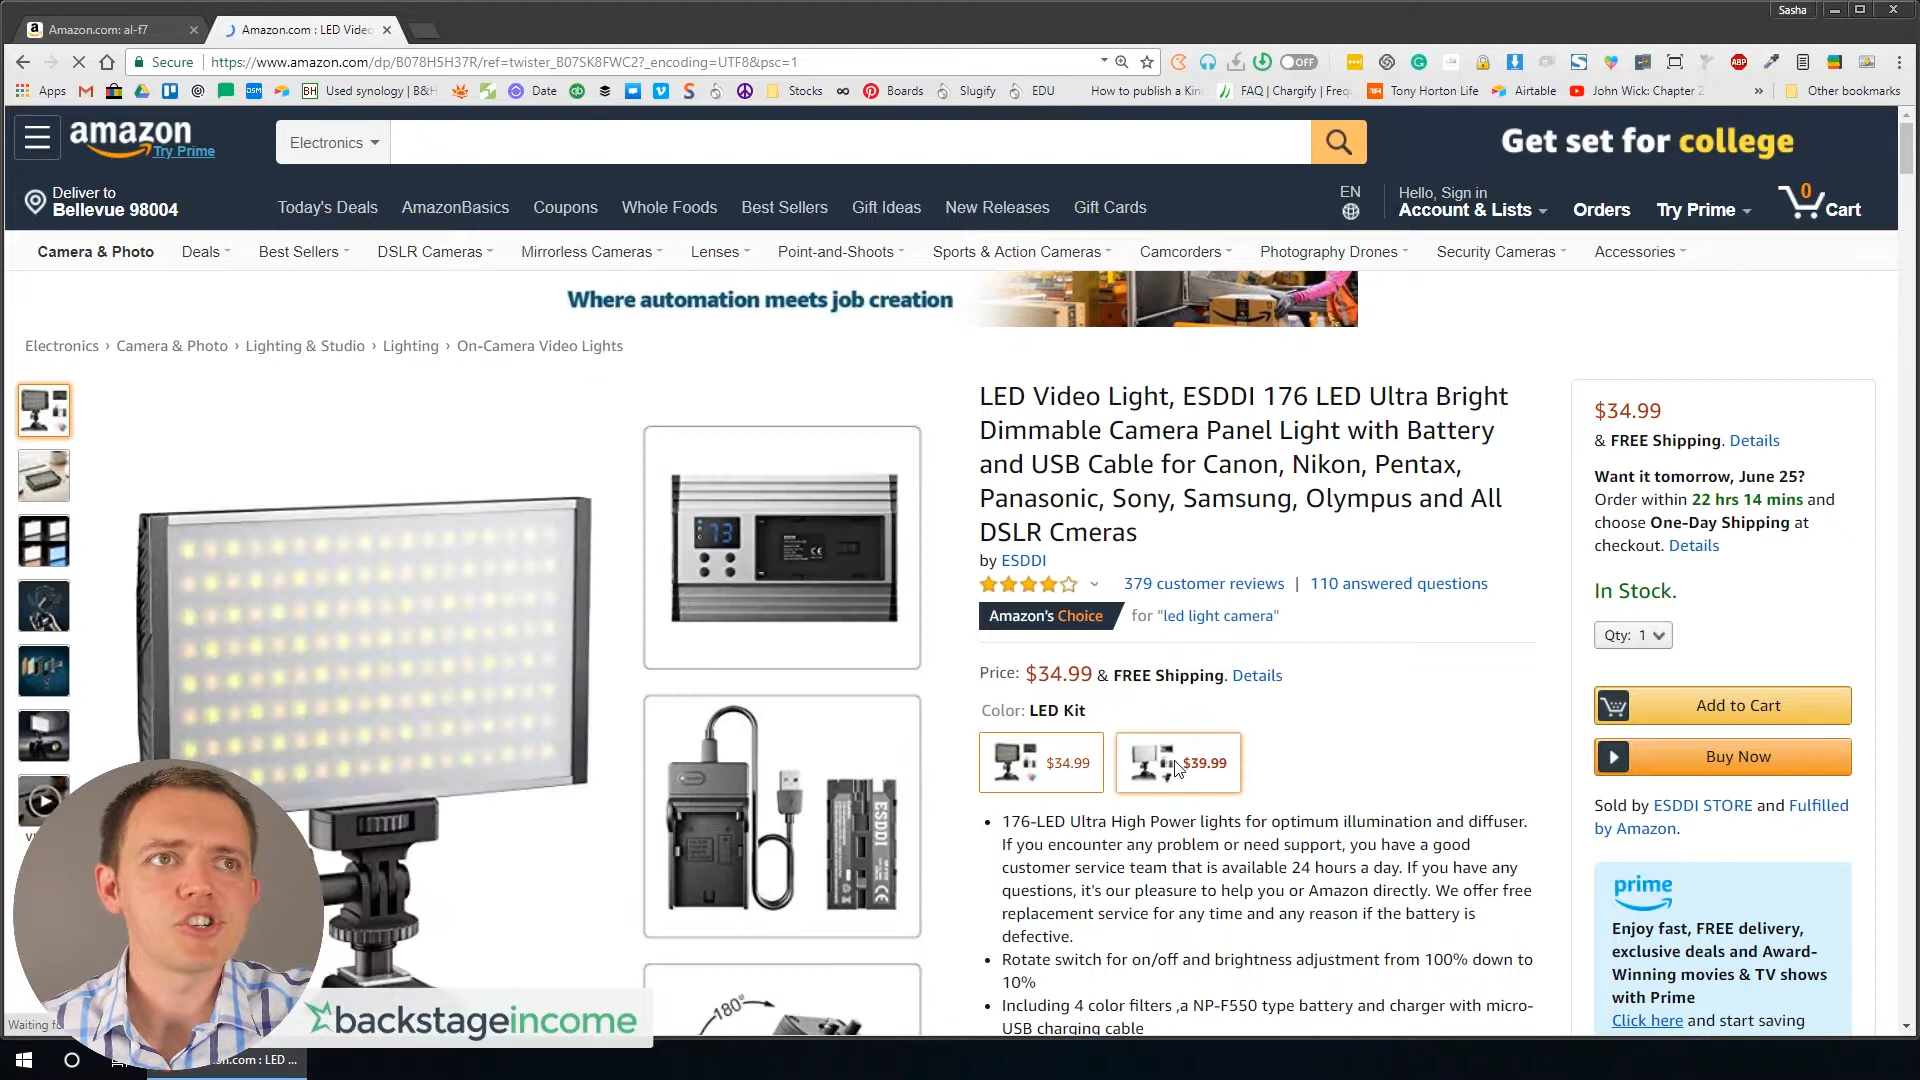 Sasha
Amazon.com: al-f7
Amazon.com : LED Vide
Secure
https://www.amazon.com/dp/B078H5H37R/ref=twister_B07SK8FWC2?_encoding=UTF8&psc=1
OFF
ABP
Apps
Used synology | B&H
Date
Stocks
Boards
Slugify
EDU
How to publish a Kin
FAQ | Chargify | Freq
Tony Horton Life
Airtable
John Wick: Chapter 2
»
Other bookmarks
amazon
Try Prime
Electronics
Get set for college
Deliver to
Bellevue 98004
Today's Deals
AmazonBasics
Coupons
Whole Foods
Best Sellers
Gift Ideas
New Releases
Gift Cards
EN
Hello, Sign in
Account & Lists
Orders
Try Prime
0
Cart
Camera & Photo
Deals
Best Sellers
DSLR Cameras
Mirrorless Cameras
Lenses
Point-and-Shoots
Sports & Action Cameras
Camcorders
Photography Drones
Security Cameras
Accessories
Where automation meets job creation
Electronics › Camera & Photo › Lighting & Studio › Lighting › On-Camera Video Lights
73
ESDDI
180°
LED Video Light, ESDDI 176 LED Ultra Bright
Dimmable Camera Panel Light with Battery
and USB Cable for Canon, Nikon, Pentax,
Panasonic, Sony, Samsung, Olympus and All
DSLR Cmeras
by ESDDI
379 customer reviews | 110 answered questions
Amazon's Choice for "led light camera"
Price: $34.99 & FREE Shipping. Details
Color: LED Kit
$34.99
$39.99
• 176-LED Ultra High Power lights for optimum illumination and diffuser.
If you encounter any problem or need support, you have a good
customer service team that is available 24 hours a day. If you have any
questions, it's our pleasure to help you or Amazon directly. We offer free
replacement service for any time and any reason if the battery is
defective.
• Rotate switch for on/off and brightness adjustment from 100% down to
10%
• Including 4 color filters ,a NP-F550 type battery and charger with micro-
USB charging cable
$34.99
& FREE Shipping. Details
Want it tomorrow, June 25?
Order within 22 hrs 14 mins and
choose One-Day Shipping at
checkout. Details
In Stock.
Qty: 1
Add to Cart
Buy Now
Sold by ESDDI STORE and Fulfilled
by Amazon.
prime
Enjoy fast, FREE delivery,
exclusive deals and Award-
Winning movies & TV shows
with Prime
Click here and start saving
Waiting fo
backstageincome
.com : LED ...